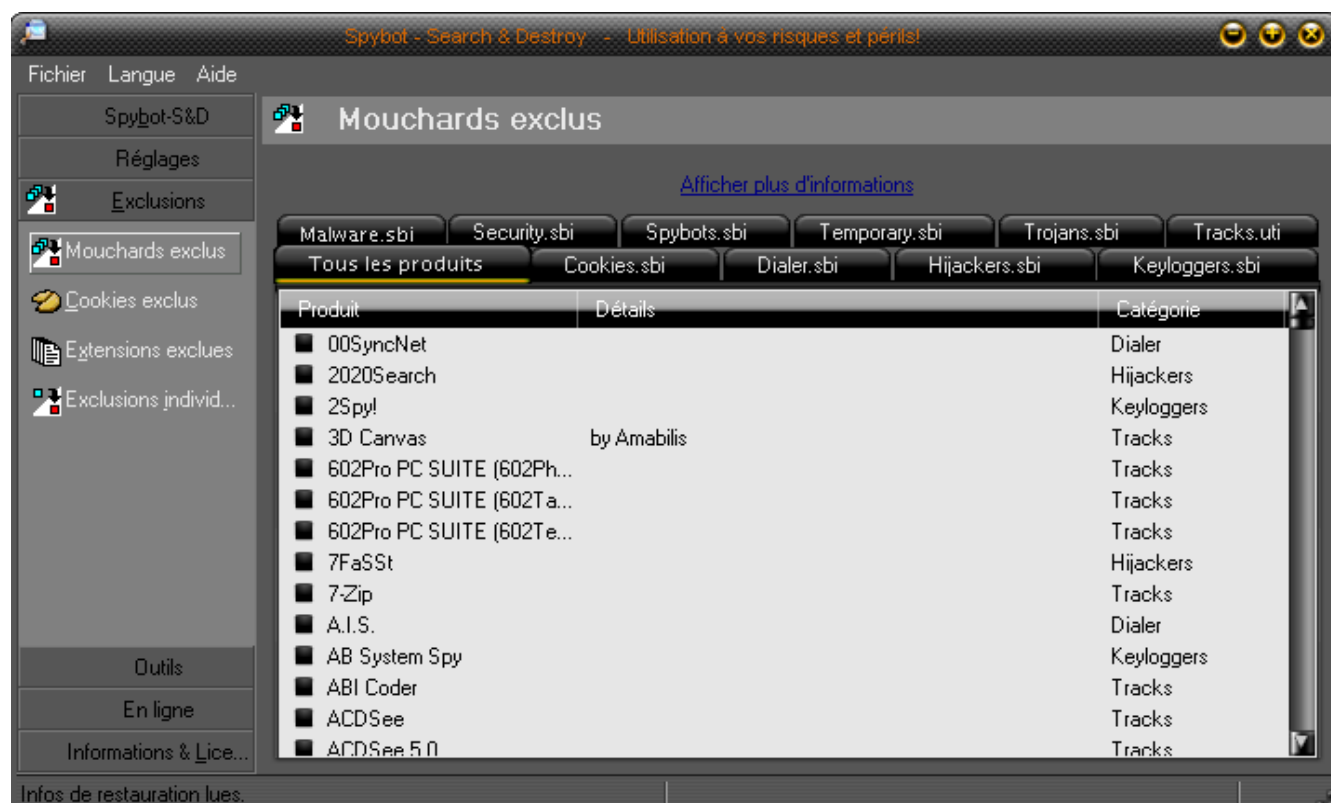 Spybot - Search & Destroy - Utilisation à vos risques et périls!
Fichier Langue Aide
Spybot-S&D
Réglages
Exclusions
Mouchards exclus
Cookies exclus
Extensions exclues
Exclusions individ...
Outils
En ligne
Informations & Lice...
Mouchards exclus
Afficher plus d'informations
Malware.sbi Security.sbi Spybots.sbi Temporary.sbi Trojans.sbi Tracks.uti
Tous les produits Cookies.sbi Dialer.sbi Hijackers.sbi Keyloggers.sbi
Produit Détails Catégorie
00SyncNet Dialer
2020Search Hijackers
2Spy! Keyloggers
3D Canvas by Amabilis Tracks
602Pro PC SUITE (602Ph... Tracks
602Pro PC SUITE (602Ta... Tracks
602Pro PC SUITE (602Te... Tracks
7FaSSt Hijackers
7-Zip Tracks
A.I.S. Dialer
AB System Spy Keyloggers
ABI Coder Tracks
ACDSee Tracks
ACDSee 5.0 Tracks
Infos de restauration lues.